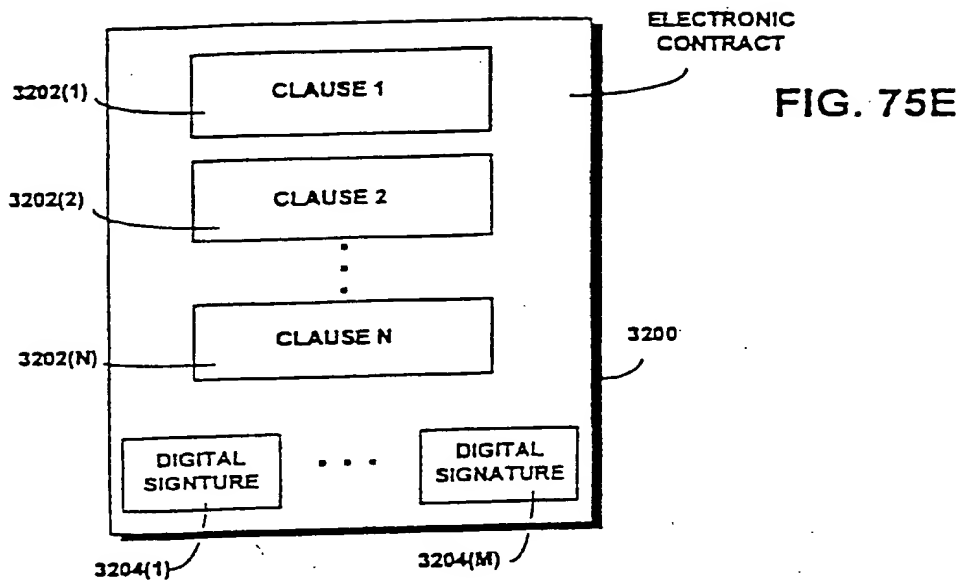 ELECTRONIC
CONTRACT
FIG. 75E
3202(1)
CLAUSE 1
3202(2)
CLAUSE 2
3202(N)
CLAUSE N
3200
DIGITAL
SIGNTURE
DIGITAL
SIGNATURE
3204(1)
3204(M)